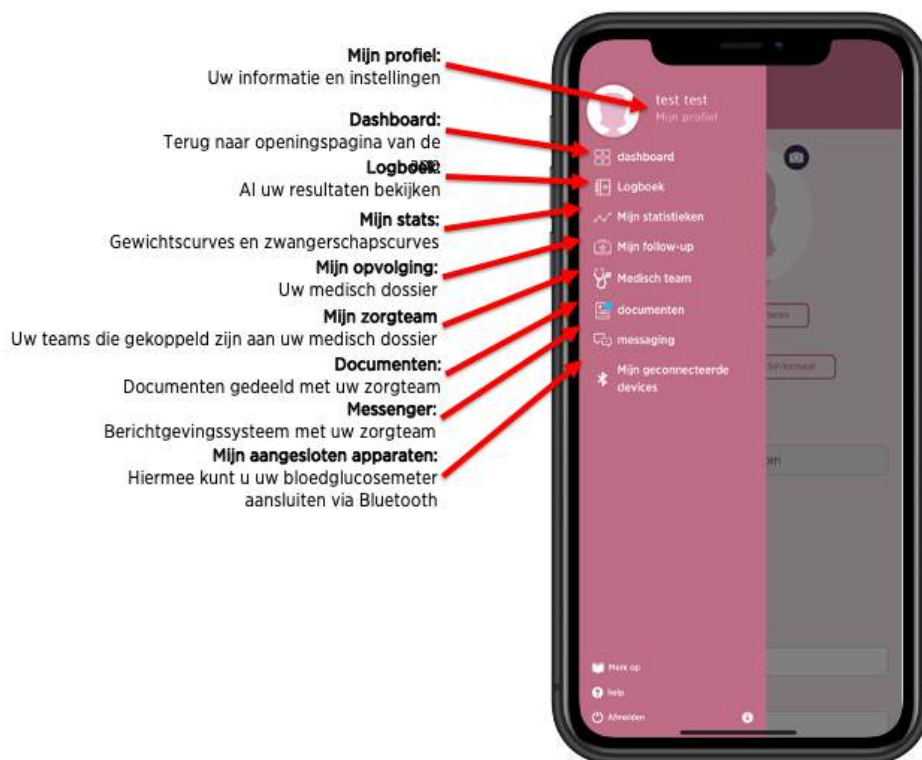 Mijn profiel:
Uw informatie en instellingen
Dashboard:
Terug naar openingspagina van de
Logboek:
Al uw resultaten bekijken
Mijn stats:
Gewichtscurves en zwangerschapscurves
Mijn opvolging:
Uw medisch dossier
Mijn zorgteam
Uw teams die gekoppeld zijn aan uw medisch dossier
Documenten:
Documenten gedeeld met uw zorgteam
Messenger:
Berichtgevingssysteem met uw zorgteam
Mijn aangesloten apparaten:
Hiermee kunt u uw bloedglucosemeter
aansluiten via Bluetooth
test test
Mijn profiel
dashboard
Logboek
Mijn statistieken
Mijn follow-up
Medisch team
documenten
messaging
Mijn geconnecteerde
devices
Merk op
help
Afmelden